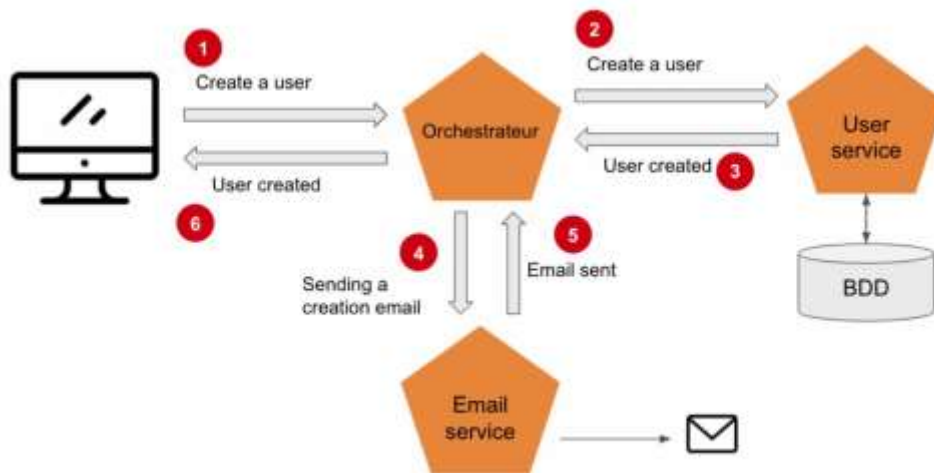 1
Create a user
2
Create a user
Orchestrateur
User
service
User created
3
User created
6
4
5
Sending a
creation email
Email sent
BDD
Email
service